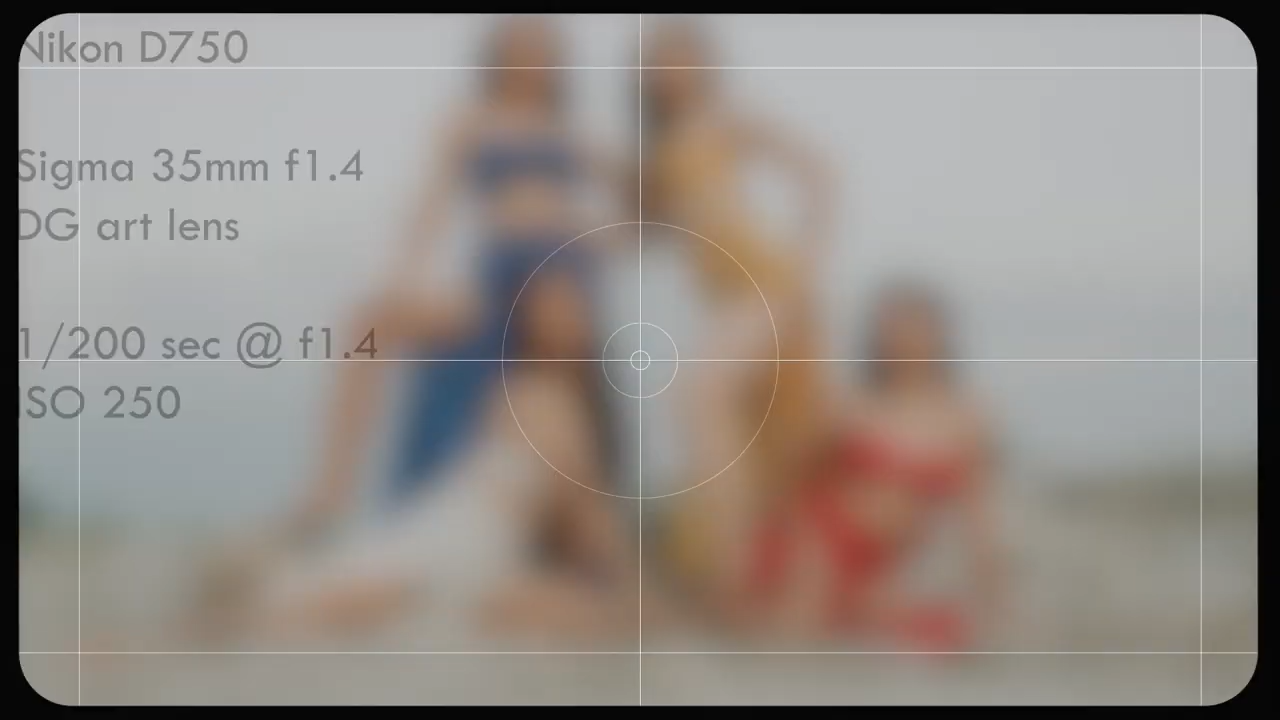 Nikon D750
Sigma 35mm f1.4
DG art lens
1/200 sec @ f1.4
ISO 250